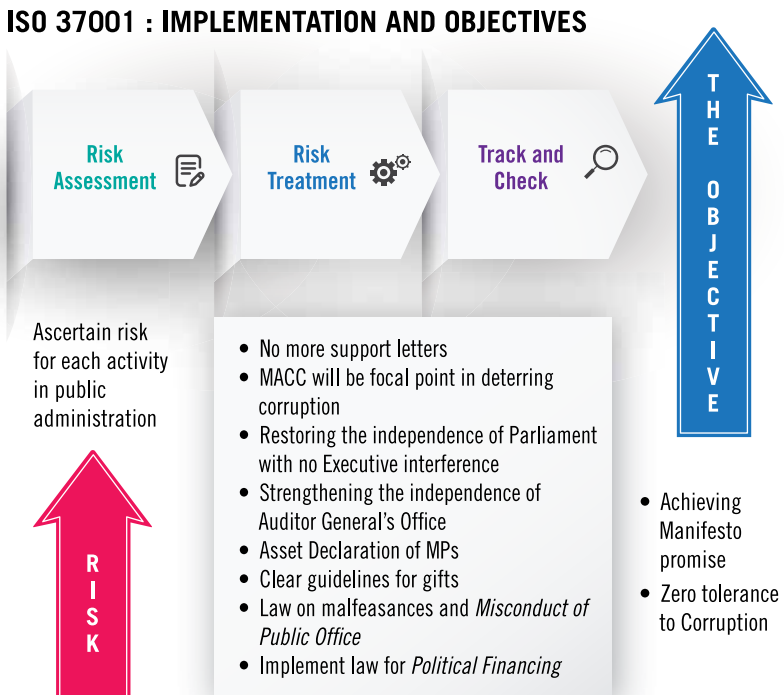 ISO 37001 : IMPLEMENTATION AND OBJECTIVES
Risk
Assessment
Risk
Treatment
Track and
Check
THE OBJECTIVE
Ascertain risk
for each activity
in public
administration
RISK
• No more support letters
• MACC will be focal point in deterring
corruption
• Restoring the independence of Parliament
with no Executive interference
• Strengthening the independence of
Auditor General’s Office
• Asset Declaration of MPs
• Clear guidelines for gifts
• Law on malfeasances and Misconduct of
Public Office
• Implement law for Political Financing
• Achieving
Manifesto
promise
• Zero tolerance
to Corruption